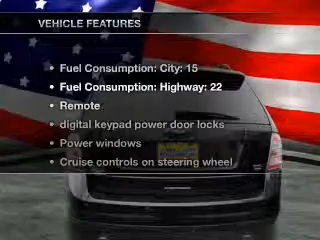 VEHICLE FEATURES
• Fuel Consumption: City: 15
• Fuel Consumption: Highway: 22
• Remote
• digital keypad power door locks
• Power windows
• Cruise controls on steering wheel